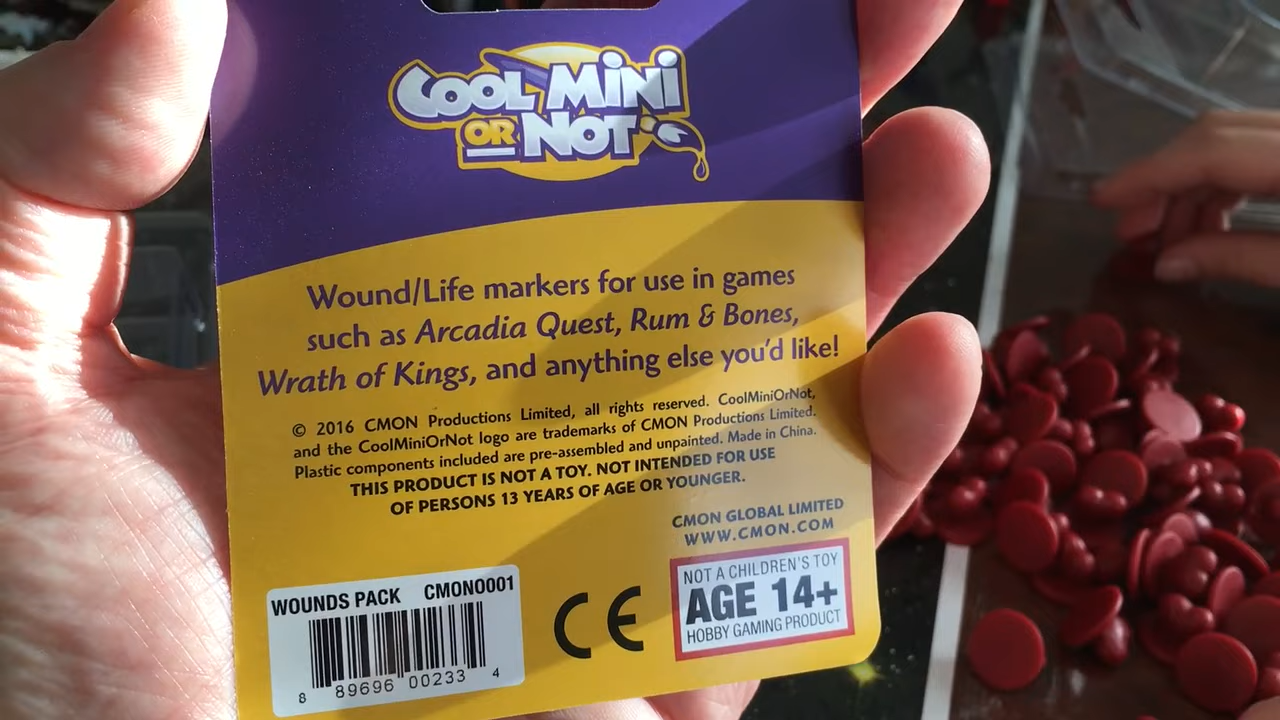 COOL MINI
OR NOT
Wound/Life markers for use in games
such as Arcadia Quest, Rum & Bones,
Wrath of Kings, and anything else you'd like!
© 2016 CMON Productions Limited, all rights reserved. CoolMiniOrNot,
and the CoolMiniOrNot logo are trademarks of CMON Productions Limited.
Plastic components included are pre-assembled and unpainted. Made in China.
THIS PRODUCT IS NOT A TOY. NOT INTENDED FOR USE
OF PERSONS 13 YEARS OF AGE OR YOUNGER.
CMON GLOBAL LIMITED
WWW.CMON.COM
WOUNDS PACK CMON0001
8 89696 00233 4
CE
NOT A CHILDREN'S TOY
AGE 14+
HOBBY GAMING PRODUCT